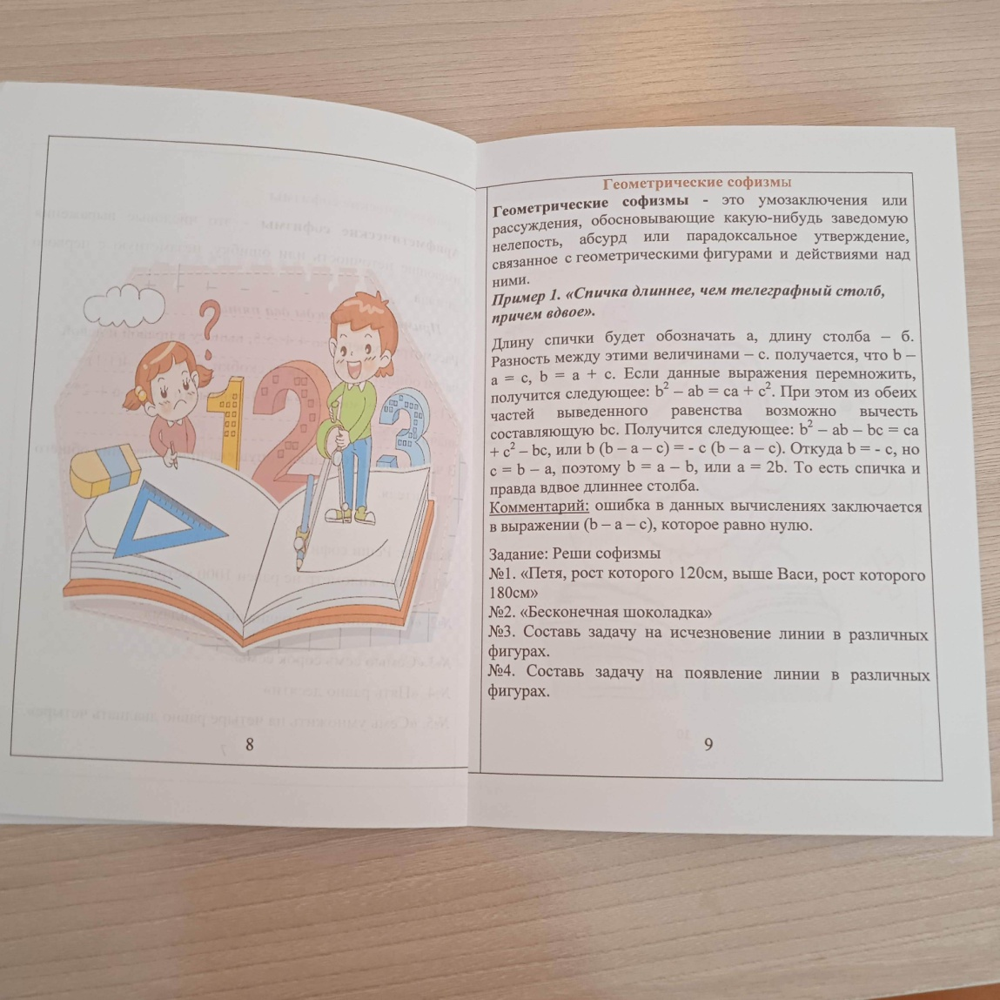 1
2
3
?
8
Геометрические софизмы
Геометрические софизмы - это умозаключения или
рассуждения, обосновывающие какую-нибудь заведомую
нелепость, абсурд или парадоксальное утверждение,
связанное с геометрическими фигурами и действиями над
ними.
Пример 1. «Спичка длиннее, чем телеграфный столб,
причем вдвое».
Длину спички будет обозначать а, длину столба – б.
Разность между этими величинами – с. получается, что b –
a = c, b = a + c. Если данные выражения перемножить,
получится следующее: b² – ab = ca + c². При этом из обеих
частей выведенного равенства возможно вычесть
составляющую bc. Получится следующее: b² – ab – bc = ca
+ c² – bc, или b (b – a – c) = - c (b – a – c). Откуда b = - c, но
c = b – a, поэтому b = a – b, или a = 2b. То есть спичка и
правда вдвое длиннее столба.
Комментарий: ошибка в данных вычислениях заключается
в выражении (b – a – c), которое равно нулю.
Задание: Реши софизмы
№1. «Петя, рост которого 120см, выше Васи, рост которого
180см»
№2. «Бесконечная шоколадка»
№3. Составь задачу на исчезновение линии в различных
фигурах.
№4. Составь задачу на появление линии в различных
фигурах.
9